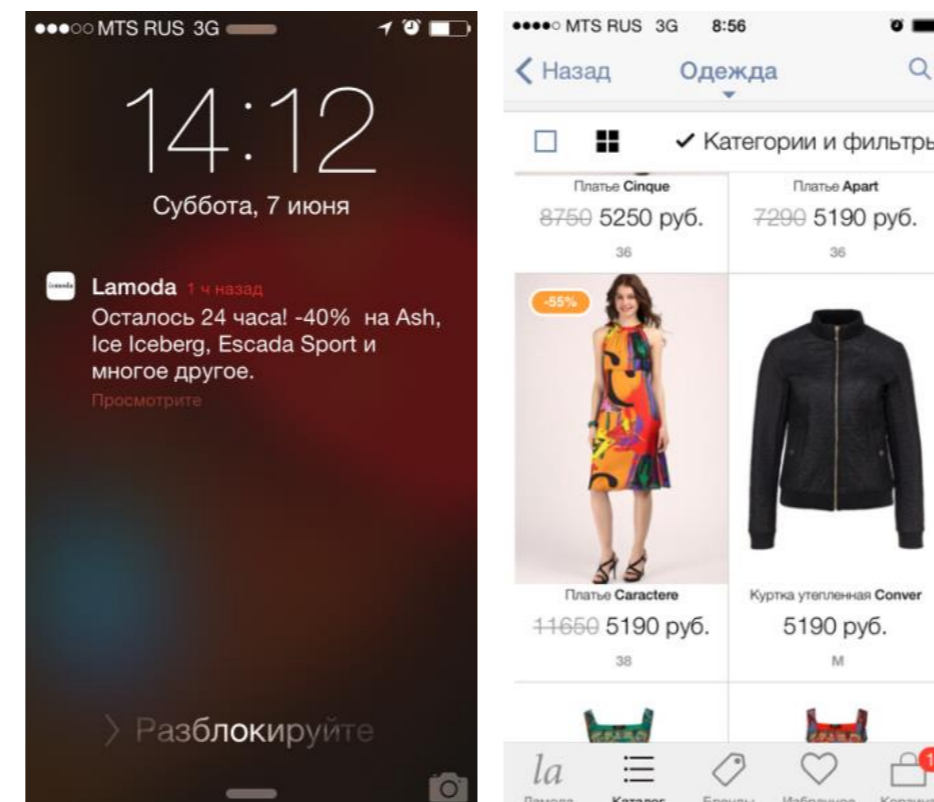 MTS RUS 3G
14:12
Суббота, 7 июня
Lamoda 1 ч назад
Осталось 24 часа! -40% на Ash,
Ice Iceberg, Escada Sport и
многое другое.
Просмотрите
Разблокируйте
MTS RUS 3G 8:56
Назад Одежда
Категории и фильтры
Платье Cinque
8750 5250 руб.
36
Платье Apart
7290 5190 руб.
36
-55%
Платье Caractere
11650 5190 руб.
38
Куртка утепленная Conver
5190 руб.
M
la
1
Каталог